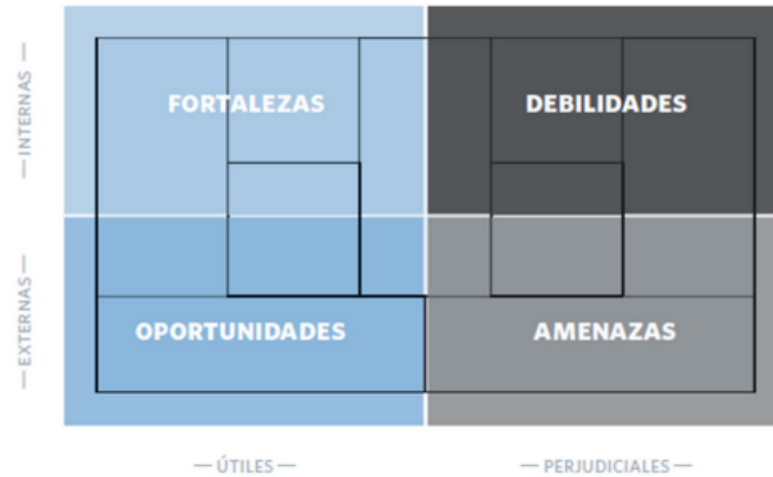 INTERNAS
FORTALEZAS
DEBILIDADES
EXTERNAS
OPORTUNIDADES
AMENAZAS
ÚTILES
PERJUDICIALES